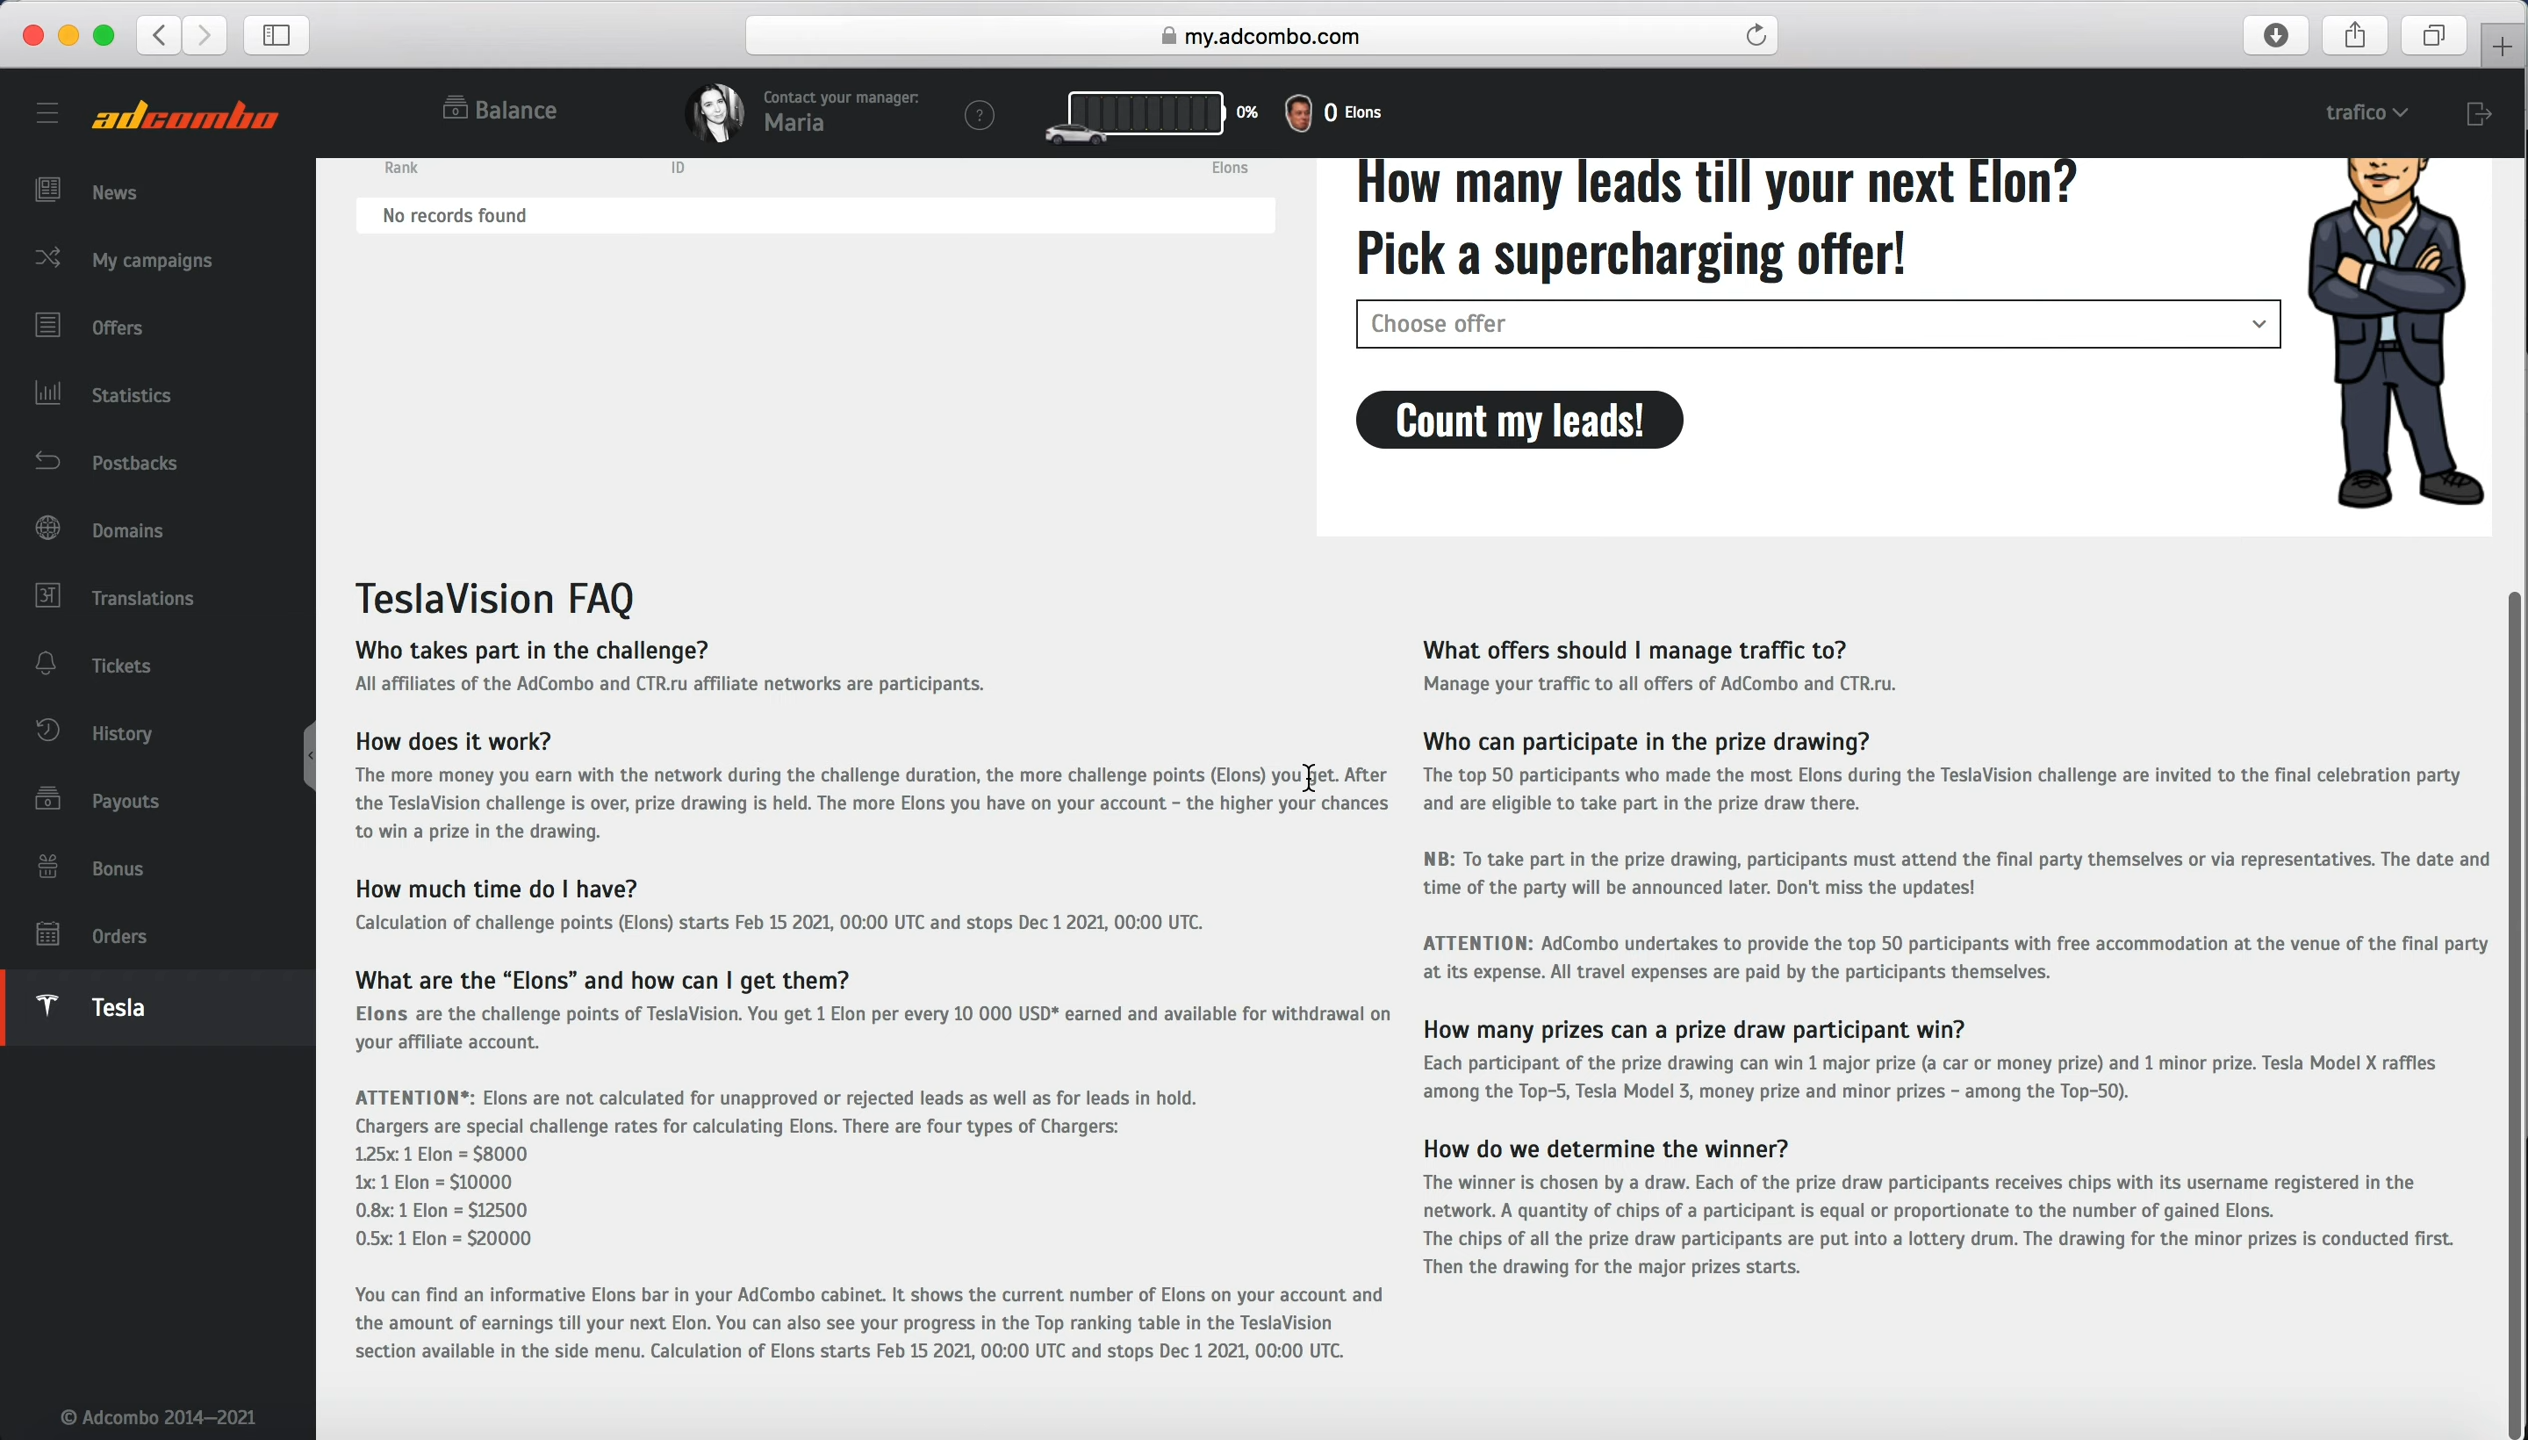 my.adcombo.com
adcombo
Balance
Contact your manager:
Maria
?
0%
0 Elons
trafico
News
My campaigns
Offers
Statistics
Postbacks
Domains
Translations
Tickets
History
Payouts
Bonus
Orders
Tesla
© Adcombo 2014—2021
Rank ID Elons
No records found
How many leads till your next Elon?
Pick a supercharging offer!
Choose offer
Count my leads!
TeslaVision FAQ
Who takes part in the challenge?
All affiliates of the AdCombo and CTR.ru affiliate networks are participants.
How does it work?
The more money you earn with the network during the challenge duration, the more challenge points (Elons) you get. After
the TeslaVision challenge is over, prize drawing is held. The more Elons you have on your account – the higher your chances
to win a prize in the drawing.
How much time do I have?
Calculation of challenge points (Elons) starts Feb 15 2021, 00:00 UTC and stops Dec 1 2021, 00:00 UTC.
What are the “Elons” and how can I get them?
Elons are the challenge points of TeslaVision. You get 1 Elon per every 10 000 USD* earned and available for withdrawal on
your affiliate account.
ATTENTION*: Elons are not calculated for unapproved or rejected leads as well as for leads in hold.
Chargers are special challenge rates for calculating Elons. There are four types of Chargers:
1.25x: 1 Elon = $8000
1x: 1 Elon = $10000
0.8x: 1 Elon = $12500
0.5x: 1 Elon = $20000
You can find an informative Elons bar in your AdCombo cabinet. It shows the current number of Elons on your account and
the amount of earnings till your next Elon. You can also see your progress in the Top ranking table in the TeslaVision
section available in the side menu. Calculation of Elons starts Feb 15 2021, 00:00 UTC and stops Dec 1 2021, 00:00 UTC.
What offers should I manage traffic to?
Manage your traffic to all offers of AdCombo and CTR.ru.
Who can participate in the prize drawing?
The top 50 participants who made the most Elons during the TeslaVision challenge are invited to the final celebration party
and are eligible to take part in the prize draw there.
NB: To take part in the prize drawing, participants must attend the final party themselves or via representatives. The date and
time of the party will be announced later. Don't miss the updates!
ATTENTION: AdCombo undertakes to provide the top 50 participants with free accommodation at the venue of the final party
at its expense. All travel expenses are paid by the participants themselves.
How many prizes can a prize draw participant win?
Each participant of the prize drawing can win 1 major prize (a car or money prize) and 1 minor prize. Tesla Model X raffles
among the Top-5, Tesla Model 3, money prize and minor prizes – among the Top-50).
How do we determine the winner?
The winner is chosen by a draw. Each of the prize draw participants receives chips with its username registered in the
network. A quantity of chips of a participant is equal or proportionate to the number of gained Elons.
The chips of all the prize draw participants are put into a lottery drum. The drawing for the minor prizes is conducted first.
Then the drawing for the major prizes starts.